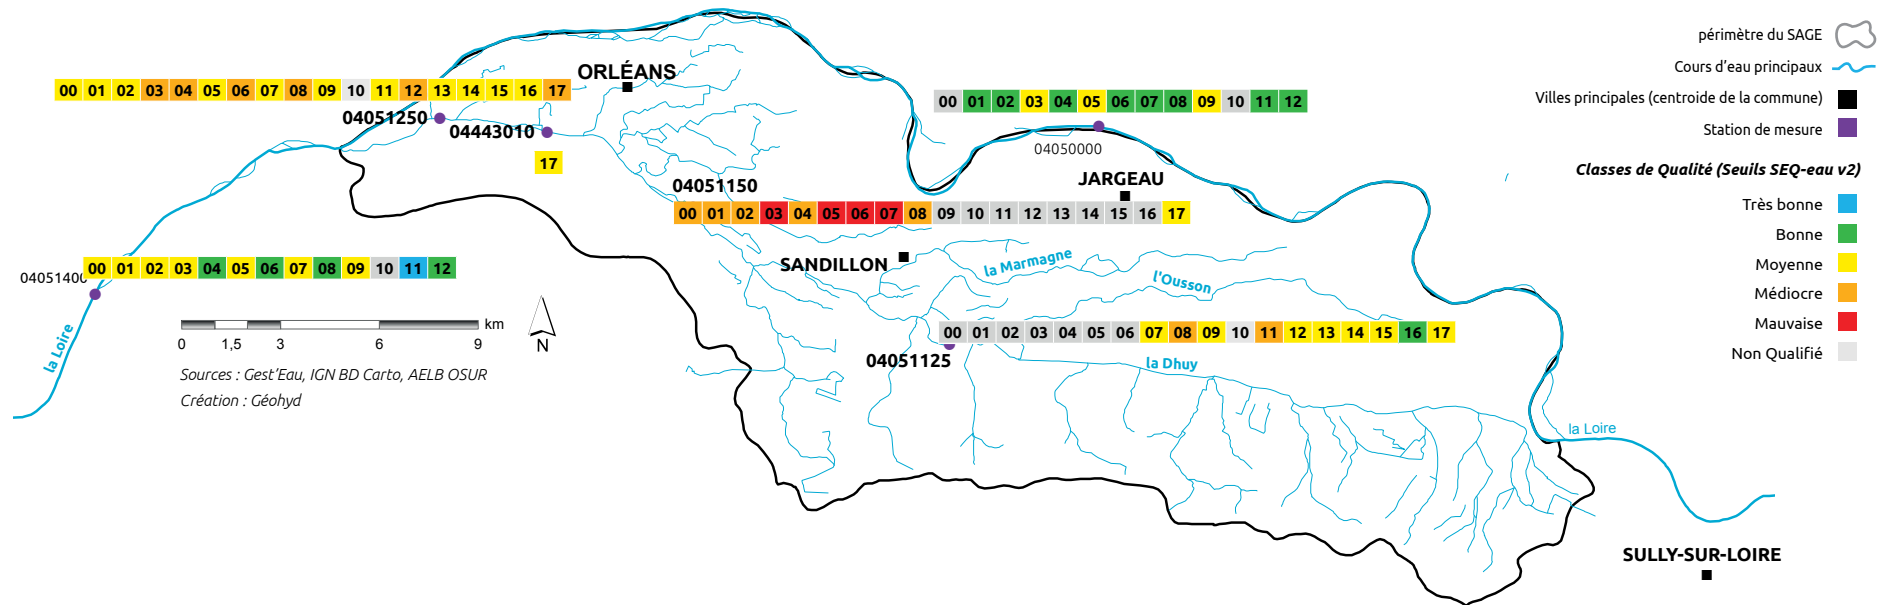 périmètre du SAGE
Cours d'eau principaux
Villes principales (centroide de la commune)
Station de mesure
Classes de Qualité (Seuils SEQ-eau v2)
Très bonne
Bonne
Moyenne
Médiocre
Mauvaise
Non Qualifié
ORLÉANS
00 01 02 03 04 05 06 07 08 09 10 11 12 13 14 15 16 17
04051250
04443010
17
00 01 02 03 04 05 06 07 08 09 10 11 12
04050000
JARGEAU
04051150
00 01 02 03 04 05 06 07 08 09 10 11 12 13 14 15 16 17
SANDILLON
la Marmagne
l'Ousson
04051400
00 01 02 03 04 05 06 07 08 09 10 11 12
la Loire
00 01 02 03 04 05 06 07 08 09 10 11 12 13 14 15 16 17
04051125
la Dhuy
km
0 1,5 3 6 9
N
Sources : Gest'Eau, IGN BD Carto, AELB OSUR
Création : Géohyd
la Loire
SULLY-SUR-LOIRE